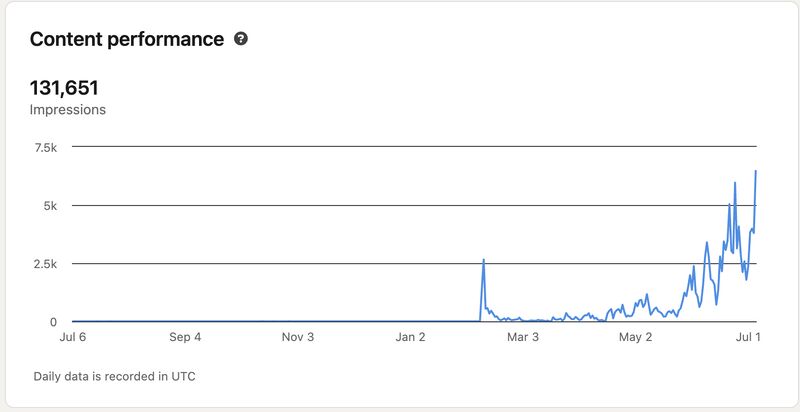 Content performance ?
131,651
Impressions
7.5k
5k
2.5k
0
Jul 6 Sep 4 Nov 3 Jan 2 Mar 3 May 2 Jul 1
Daily data is recorded in UTC